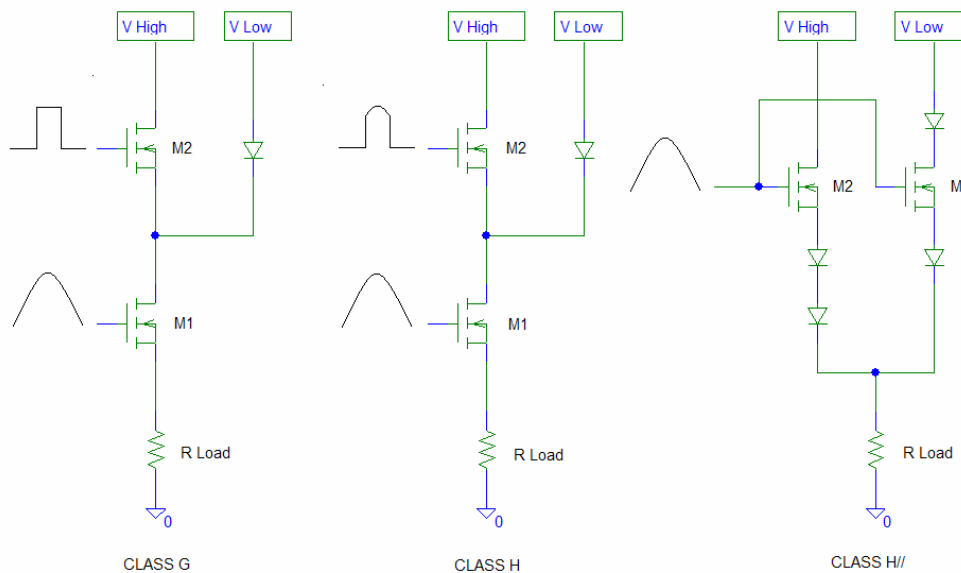 V High V Low V High V Low V High V Low
M2 M2 M2 M
M1 M1
R Load R Load R Load
0 0 0
CLASS G CLASS H CLASS H//